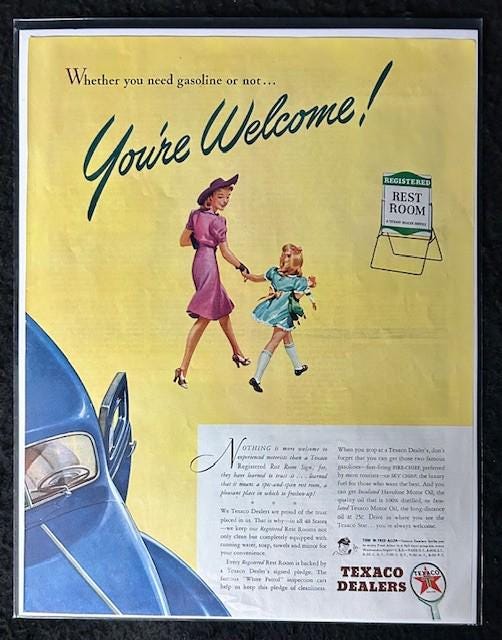 Whether you need gasoline or not...
You're Welcome!
REGISTERED
REST
ROOM
A TEXACO DEALER SERVICE
NOTHING is more welcome to
experienced motorists than a Texaco
Registered Rest Room Sign, for,
they have learned to trust it ... learned
that it means a spic-and-span rest room, a
pleasant place in which to freshen up!
We Texaco Dealers are proud of the trust
placed in us. That is why—in all 48 States
—we keep our Registered Rest Rooms not
only clean but completely equipped with
running water, soap, towels and mirror for
your convenience.
Every Registered Rest Room is backed by
a Texaco Dealer's signed pledge. The
famous "White Patrol" inspection cars
help us keep this pledge of cleanliness.
When you stop at a Texaco Dealer's, don't
forget that you can get those two famous
gasolines—fast-firing FIRE-CHIEF, preferred
by most tourists—or SKY CHIEF, the luxury
fuel for those who want the best. And you
can get Insulated Havoline Motor Oil, the
quality oil that is 100% distilled, or Insu-
lated Texaco Motor Oil, the long-distance
oil at 25¢. Drive in where you see the
Texaco Star... you're always welcome.
TUNE IN FRED ALLEN
TEXACO
DEALERS
TEXACO
T